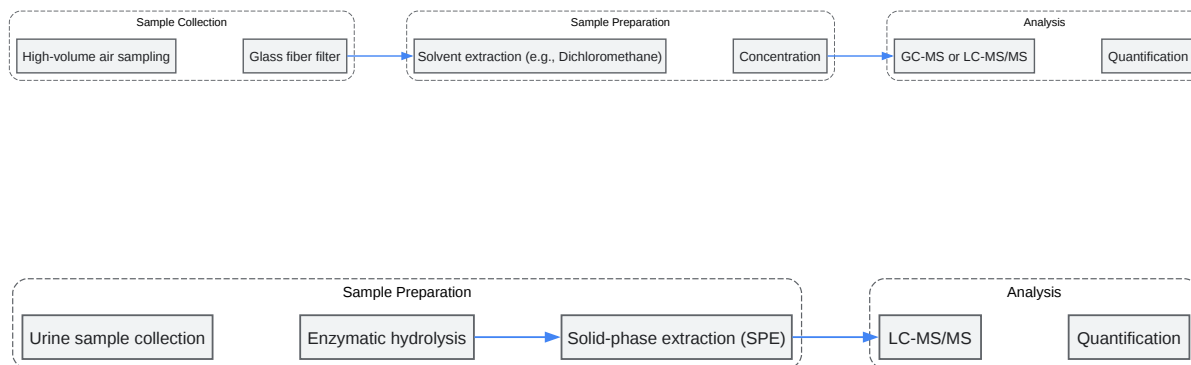 Sample Collection
High-volume air sampling
Glass fiber filter
Sample Preparation
Solvent extraction (e.g., Dichloromethane)
Concentration
Analysis
GC-MS or LC-MS/MS
Quantification
Sample Preparation
Urine sample collection
Enzymatic hydrolysis
Solid-phase extraction (SPE)
Analysis
LC-MS/MS
Quantification